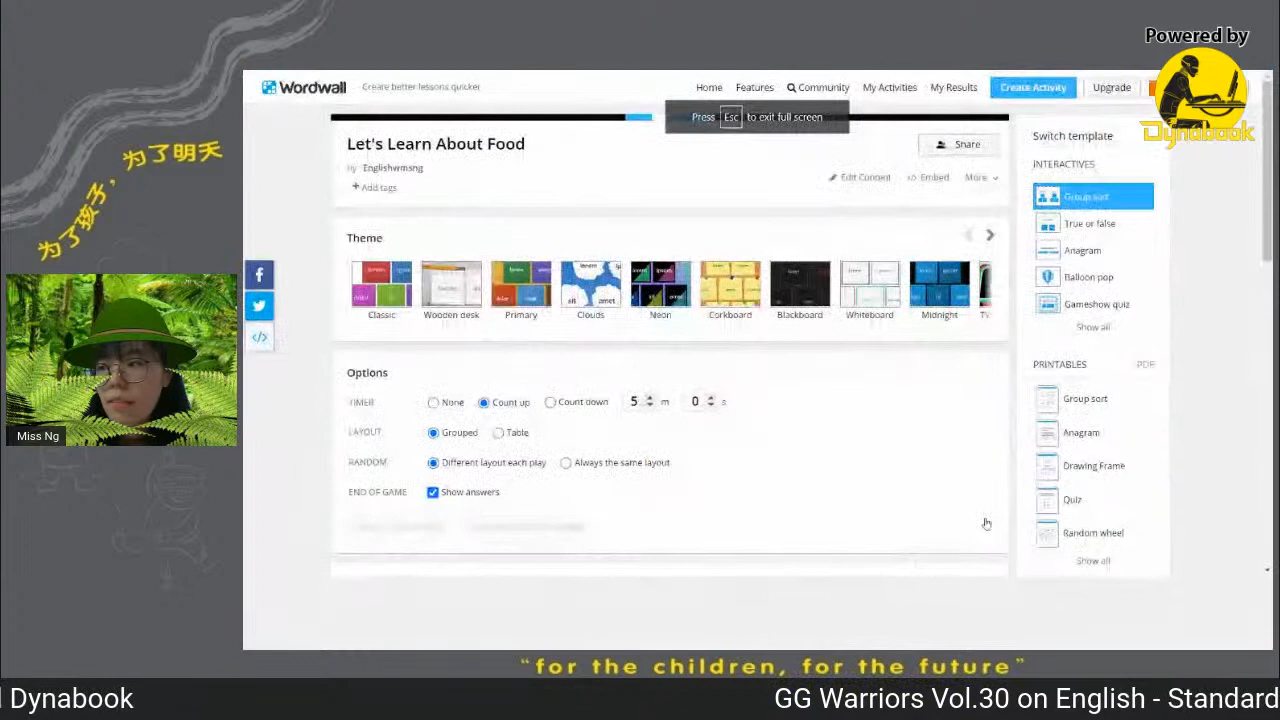 Powered by
Dynabook
为了孩子，为了明天
Miss Ng
Wordwall
Create better lessons quicker
Home
Features
Community
My Activities
My Results
Create Activity
Upgrade
Press Esc to exit full screen
Let's Learn About Food
by Englishwmsng
Add tags
Share
Edit Content
</> Embed
More
Theme
lorem
ipsum
Classic
Wooden desk
Primary
Clouds
Neon
Corkboard
Blackboard
Whiteboard
Midnight
Options
TIMER
None
Count up
Count down
5 m
0 s
LAYOUT
Grouped
Table
RANDOM
Different layout each play
Always the same layout
END OF GAME
Show answers
Switch template
INTERACTIVES
Group sort
True or false
Anagram
Balloon pop
Gameshow quiz
Show all
PRINTABLES
PDF
Group sort
Anagram
Drawing Frame
Quiz
Random wheel
Show all
"for the children, for the future"
Dynabook
GG Warriors Vol.30 on English - Standard